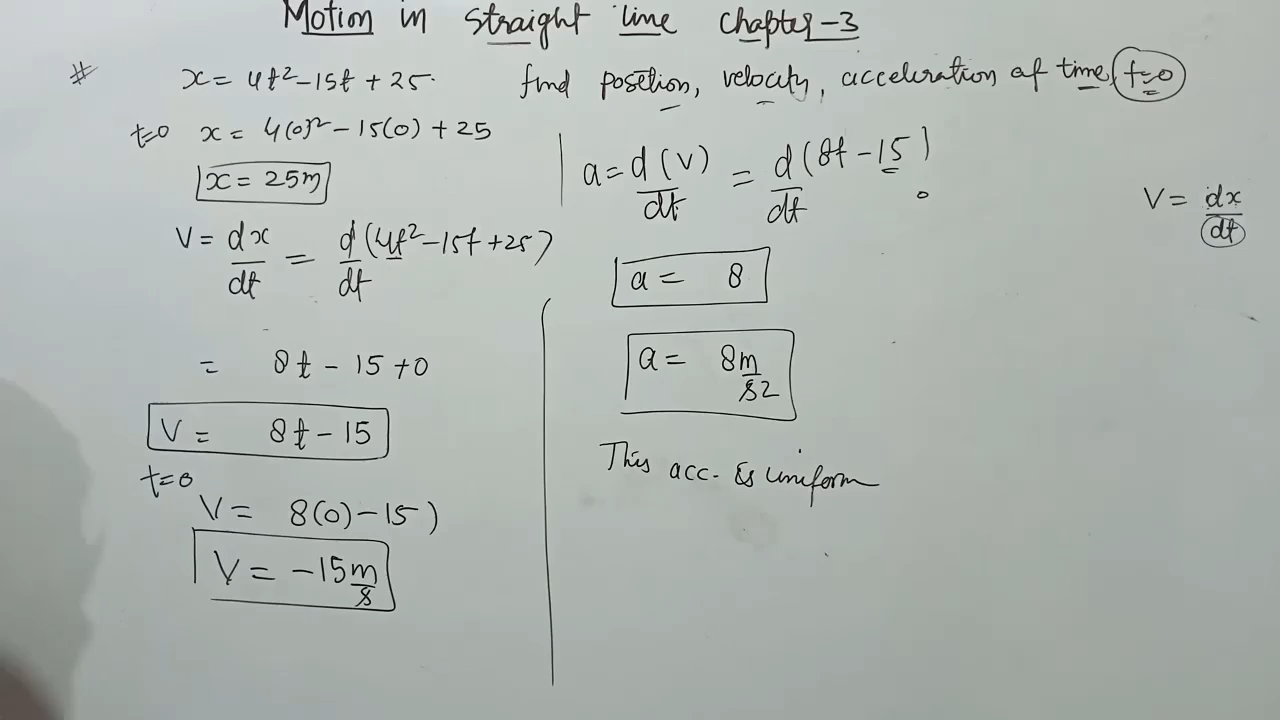 Motion in straight line Chapter-3
# x = 4t² - 15t + 25. find position, velocity, acceleration at time t=0
t=0 x = 4(0)² - 15(0) + 25
x = 25m
V = dx/dt = d/dt (4t² - 15t + 25)
= 8t - 15 + 0
V = 8t - 15
t=0
V = 8(0) - 15 )
V = -15 m/s
a = d(V)/dt = d/dt (8t - 15 )
a = 8
a = 8 m/s2
This acc. is uniform
V = dx/dt